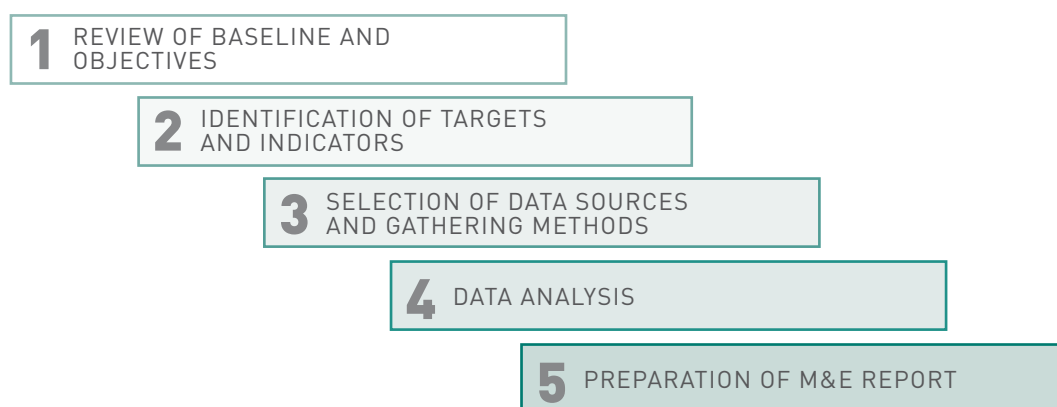 1 REVIEW OF BASELINE AND
OBJECTIVES
2 IDENTIFICATION OF TARGETS
AND INDICATORS
3 SELECTION OF DATA SOURCES
AND GATHERING METHODS
4 DATA ANALYSIS
5 PREPARATION OF M&E REPORT